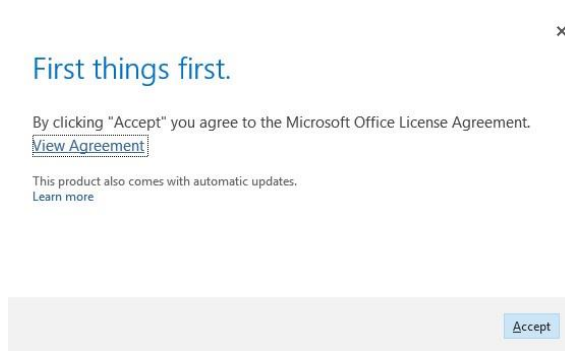 First things first.
By clicking "Accept" you agree to the Microsoft Office License Agreement.
View Agreement
This product also comes with automatic updates.
Learn more
Accept